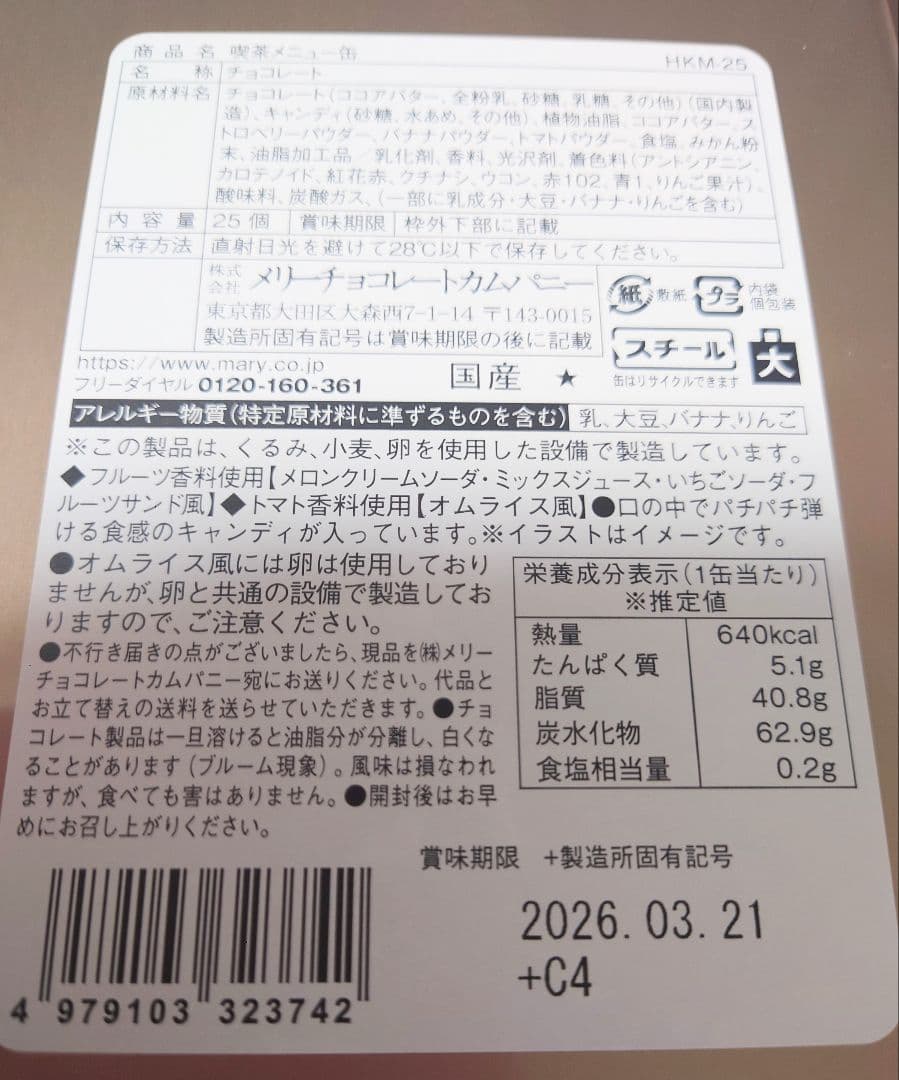 商品名 喫茶メニュー缶 HKM-25
名称 チョコレート
原材料名 チョコレート(ココアバター、全粉乳、砂糖、乳糖、その他)(国内製
造)、キャンディ(砂糖、水あめ、その他)、植物油脂、ココアバター、ス
トロベリーパウダー、バナナパウダー、トマトパウダー、食塩、みかん粉
末、油脂加工品/乳化剤、香料、光沢剤、着色料(アントシアニン、
カロテノイド、紅花赤、クチナシ、ウコン、赤102、青1、りんご果汁)、
酸味料、炭酸ガス、(一部に乳成分・大豆・バナナ・りんごを含む)
内容量 25個 賞味期限 枠外下部に記載
保存方法 直射日光を避けて28℃以下で保存してください。
株式会社 メリーチョコレートカムパニー
東京都大田区大森西7-1-14 〒143-0015
製造所固有記号は賞味期限の後に記載
紙 敷紙 プラ 内袋 個包装
スチール
缶はリサイクルできます
大
https://www.mary.co.jp
フリーダイヤル 0120-160-361
国産 ★
アレルギー物質(特定原材料に準ずるものを含む) 乳、大豆、バナナ、りんご
※この製品は、くるみ、小麦、卵を使用した設備で製造しています。
◆フルーツ香料使用【メロンクリームソーダ・ミックスジュース・いちごソーダ・フ
ルーツサンド風】◆トマト香料使用【オムライス風】●口の中でパチパチ弾
ける食感のキャンディが入っています。※イラストはイメージです。
●オムライス風には卵は使用しており
ませんが、卵と共通の設備で製造してお
りますので、ご注意ください。
●不行き届きの点がございましたら、現品を㈱メリー
チョコレートカムパニー宛にお送りください。代品と
お立て替えの送料を送らせていただきます。●チョ
コレート製品は一旦溶けると油脂分が分離し、白くな
ることがあります(ブルーム現象)。風味は損なわれ
ますが、食べても害はありません。●開封後はお早
めにお召し上がりください。
栄養成分表示(1缶当たり)
※推定値
熱量 640kcal
たんぱく質 5.1g
脂質 40.8g
炭水化物 62.9g
食塩相当量 0.2g
賞味期限 +製造所固有記号
2026.03.21
+C4
4 979103 323742